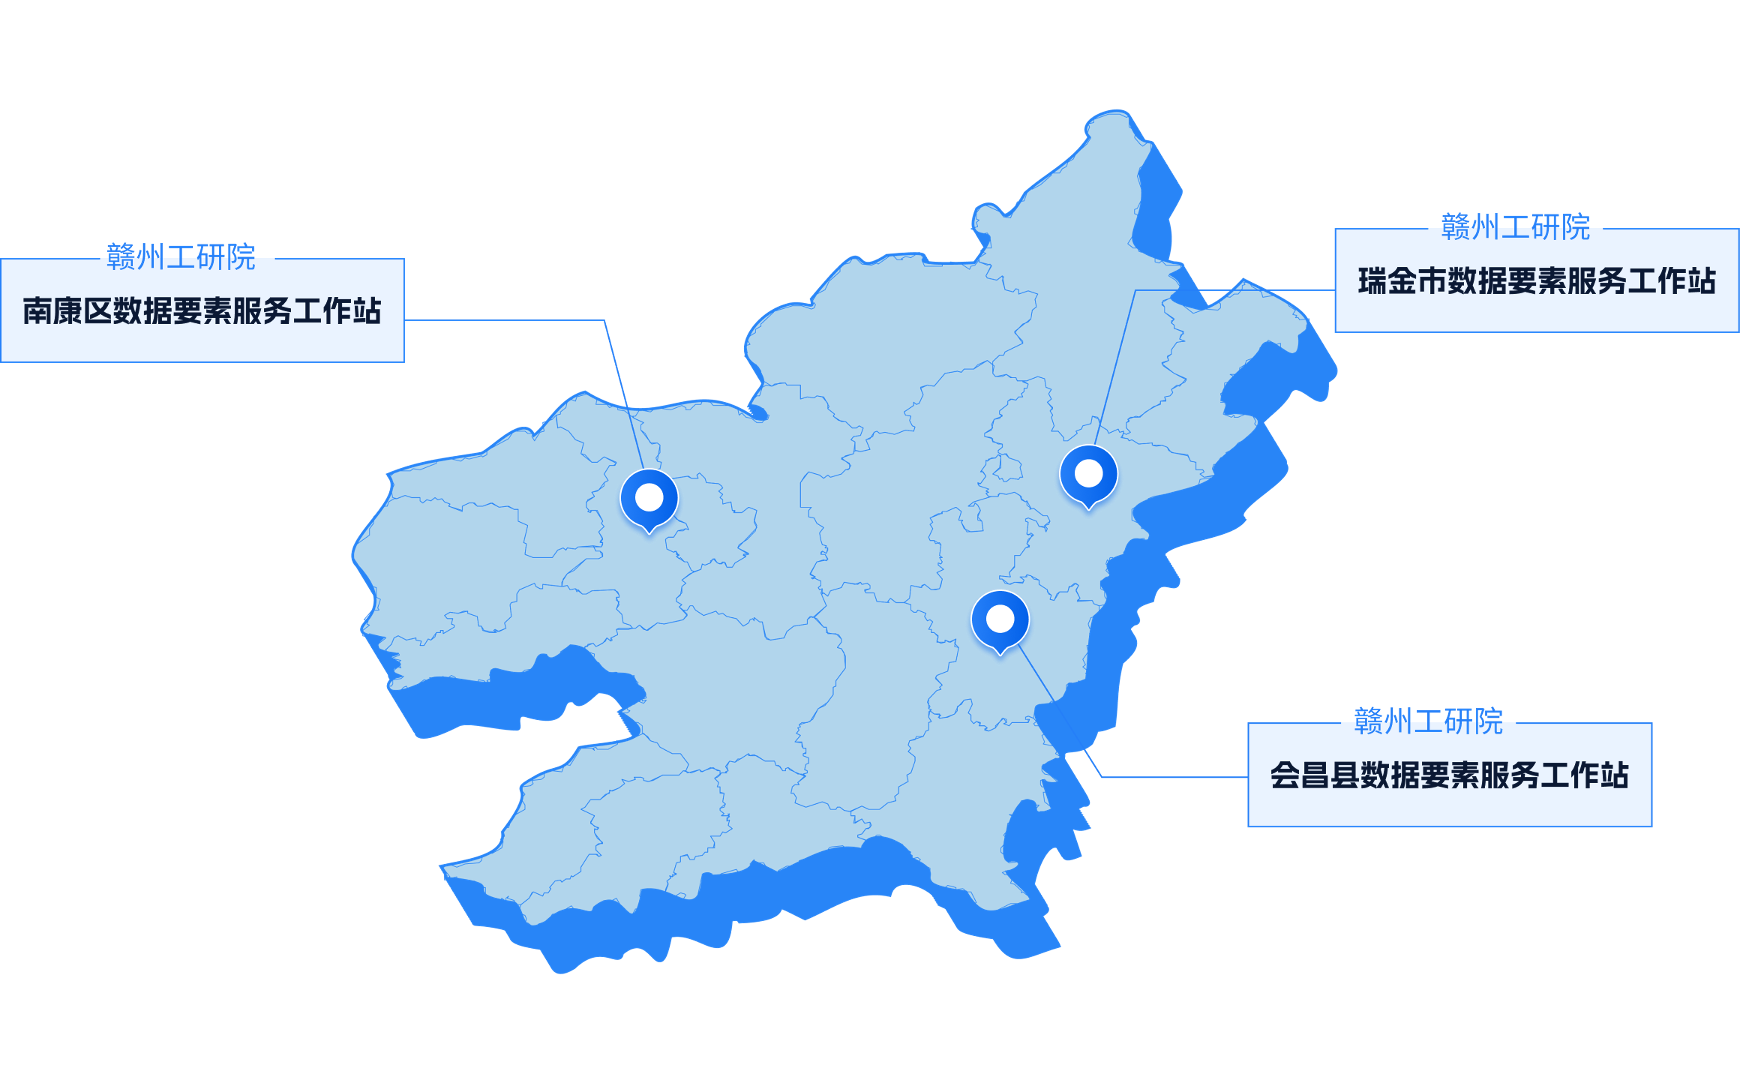 赣州工研院
南康区数据要素服务工作站
赣州工研院
瑞金市数据要素服务工作站
赣州工研院
会昌县数据要素服务工作站